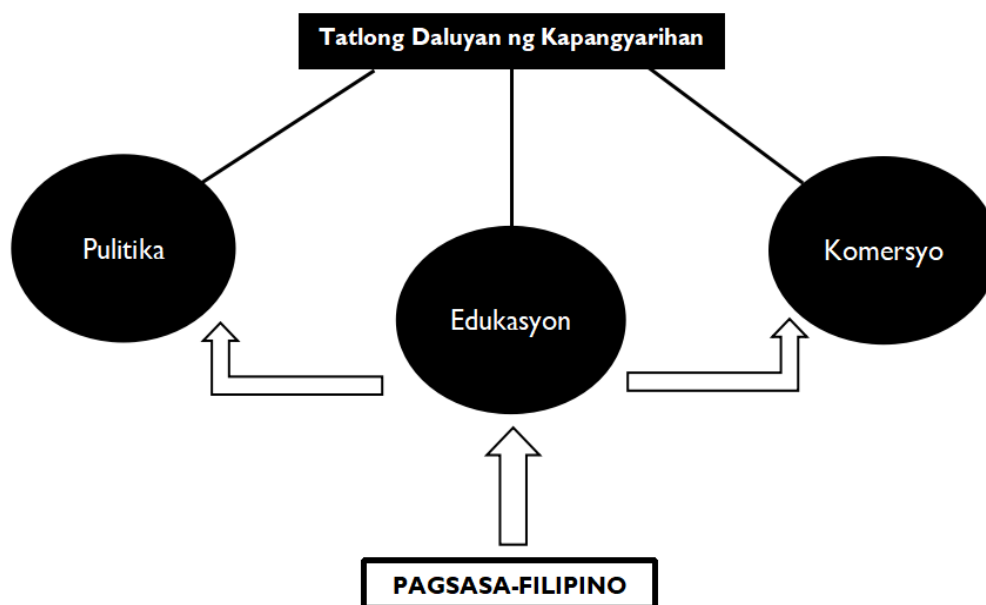 Tatlong Daluyan ng Kapangyarihan
Pulitika
Komersyo
Edukasyon
PAGSASA-FILIPINO